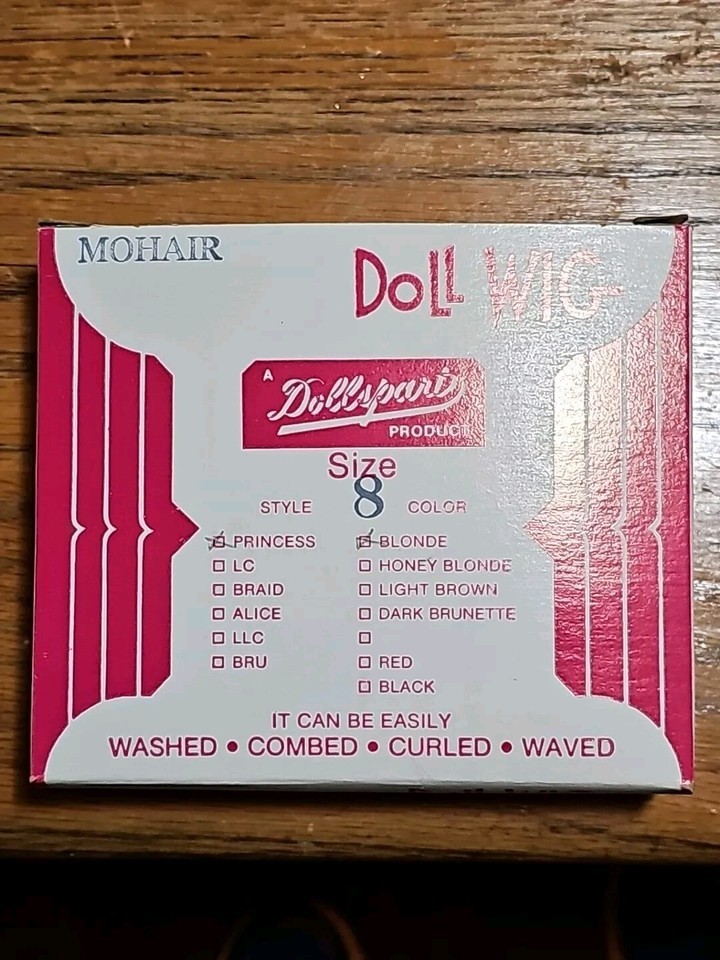 MOHAIR
DOLL WIG
A
Dollspart
PRODUCT
Size
8
STYLE COLOR
PRINCESS BLONDE
LC HONEY BLONDE
BRAID LIGHT BROWN
ALICE DARK BRUNETTE
LLC
BRU RED
BLACK
IT CAN BE EASILY
WASHED • COMBED • CURLED • WAVED